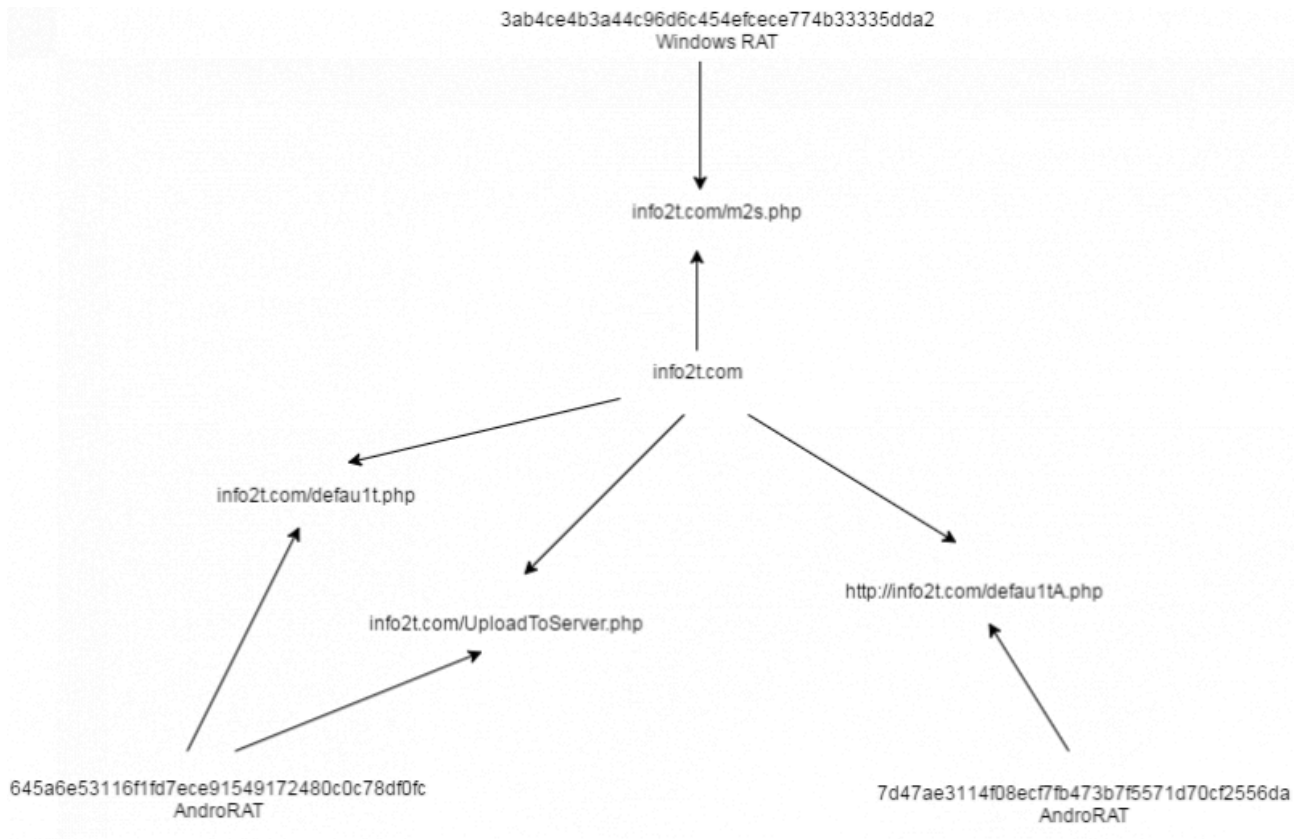 3ab4ce4b3a44c96d6c454efcece774b33335dda2
Windows RAT
info2t.com/m2s.php
info2t.com
info2t.com/defau1t.php
http://info2t.com/defau1tA.php
info2t.com/UploadToServer.php
645a6e53116f1fd7ece91549172480c0c78df0fc
AndroRAT
7d47ae3114f08ecf7fb473b7f5571d70cf2556da
AndroRAT